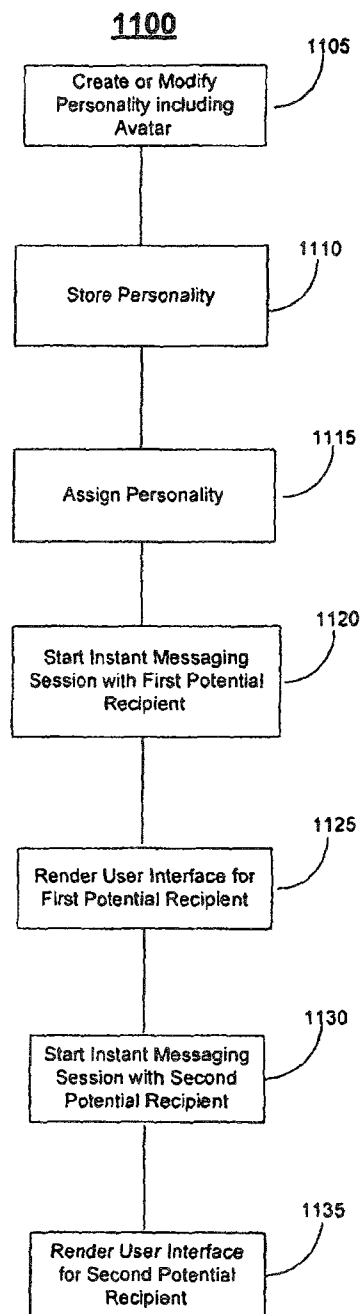 1100
1105
Create or Modify
Personality including
Avatar
1110
Store Personality
1115
Assign Personality
1120
Start Instant Messaging
Session with First Potential
Recipient
1125
Render User Interface for
First Potential Recipient
1130
Start Instant Messaging
Session with Second
Potential Recipient
1135
Render User Interface
for Second Potential
Recipient